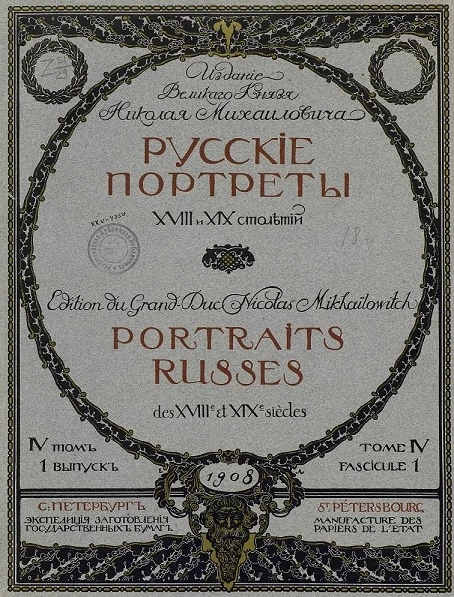 Изданіе
Великаго Князя
Николая Михаиловича
РУССКІЕ
ПОРТРЕТЫ
XVIII и XIX столѣтій
Edition du Grand-Duc Nicolas Mikhaïlowitch
PORTRAITS
RUSSES
des XVIIIe et XIXe siècles
IV ТОМЪ
1 ВЫПУСКЪ
TOME IV
FASCICULE 1
1908
С:ПЕТЕРБУРГЪ
ЭКСПЕДИЦІЯ ЗАГОТОВЛЕНІЯ
ГОСУДАРСТВЕННЫХЪ БУМАГЪ
ST PÉTERSBOURG
MANUFACTURE DES
PAPIERS DE L'ETAT